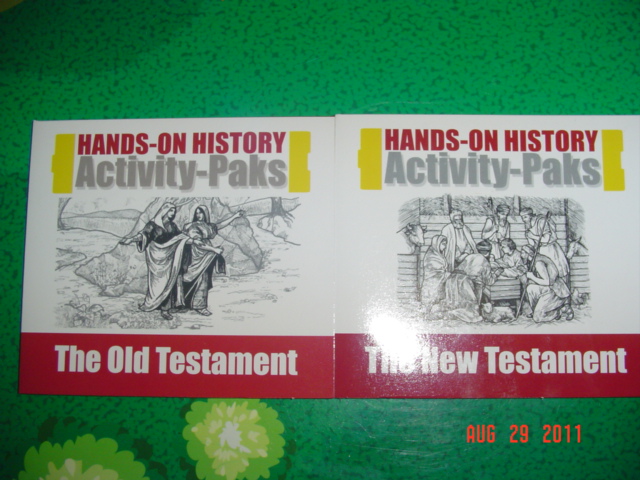 HANDS-ON HISTORY
Activity-Paks
The Old Testament
HANDS-ON HISTORY
Activity-Paks
The New Testament
AUG 29 2011